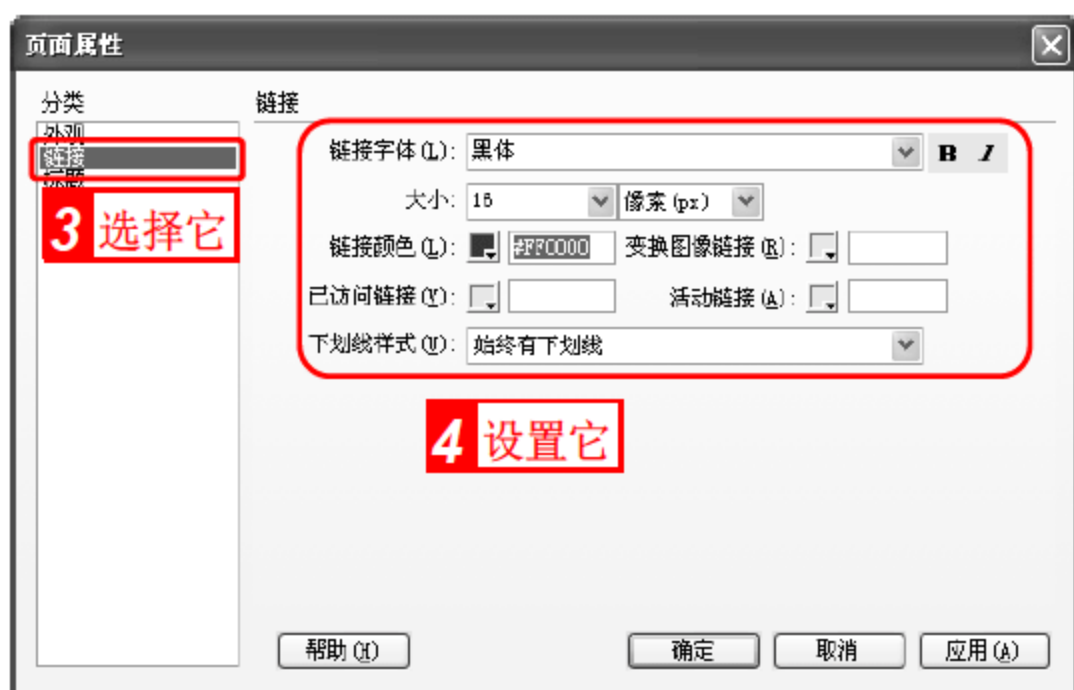 页面属性
分类
链接
外观
链接
标题
3 选择它
链接字体(L): 黑体 B I
大小: 16 像素(px)
链接颜色(L): #FFCC00 变换图像链接(R):
已访问链接(V): 活动链接(A):
下划线样式(U): 始终有下划线
4 设置它
帮助(H) 确定 取消 应用(A)